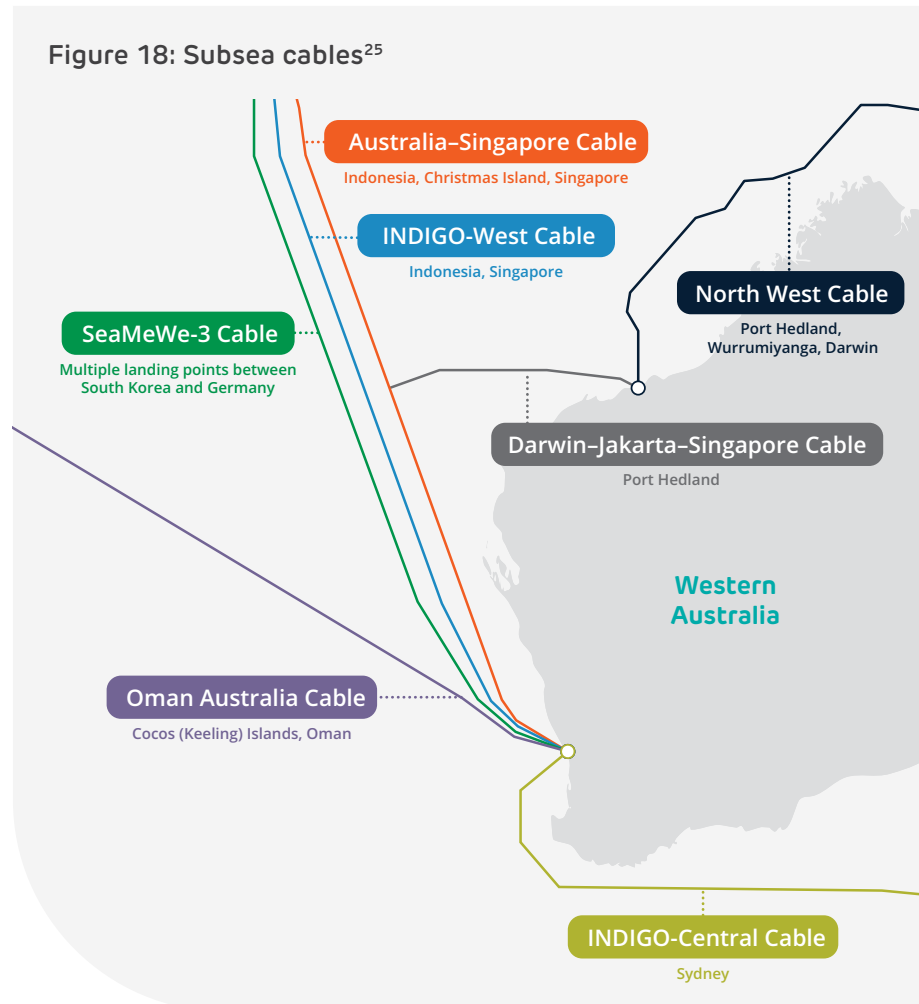 Figure 18: Subsea cables²⁵
Australia–Singapore Cable
Indonesia, Christmas Island, Singapore
INDIGO-West Cable
Indonesia, Singapore
North West Cable
Port Hedland,
Wurrumiyanga, Darwin
SeaMeWe-3 Cable
Multiple landing points between
South Korea and Germany
Darwin–Jakarta–Singapore Cable
Port Hedland
Western
Australia
Oman Australia Cable
Cocos (Keeling) Islands, Oman
INDIGO-Central Cable
Sydney